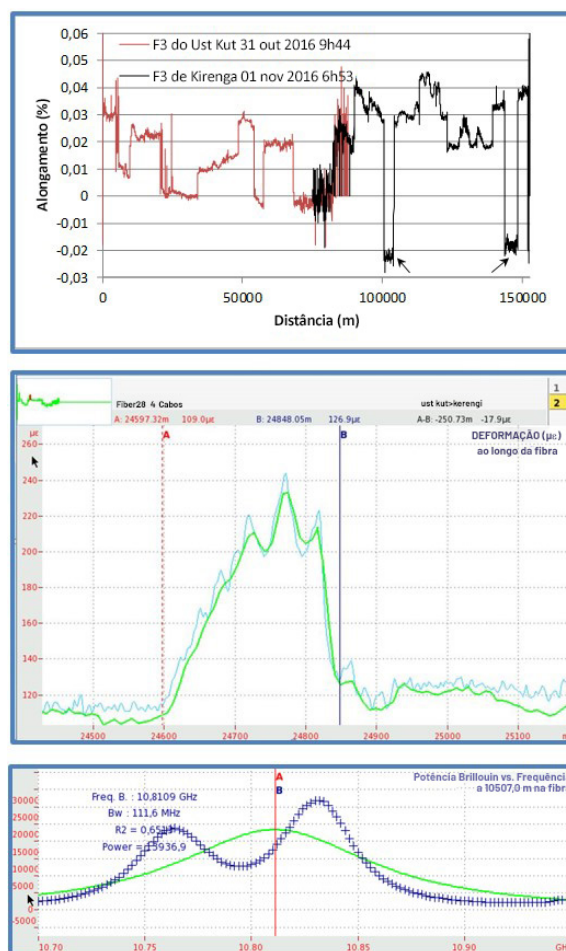 0,06
F3 do Ust Kut 31 out 2016 9h44
0,05
F3 de Kirenga 01 nov 2016 6h53
0,04
0,03
0,02
0,01
0
-0,01
-0,02
-0,03
Alongamento (%)
0 50000 100000 150000
Distância (m)
Fiber28 4 Cabos ust kut>kerengi
1
2
A: 24597.32m 109.0µε B: 24848.05m 126.9µε A-B: -250.73m -17.9µε
µε A B DEFORMAÇÃO (µε)
ao longo da fibra
260
240
220
200
180
160
140
120
24500 24600 24700 24800 24900 25000 25100
A
B
Potência Brillouin vs. Frequência
a 10507,0 m na fibra
Freq. B. : 10,8109 GHz
Bw : 111,6 MHz
R2 = 0,65
Power = 936,9
30000
25000
20000
15000
10000
5000
0
-5000
10.70 10.75 10.80 10.85 10.90